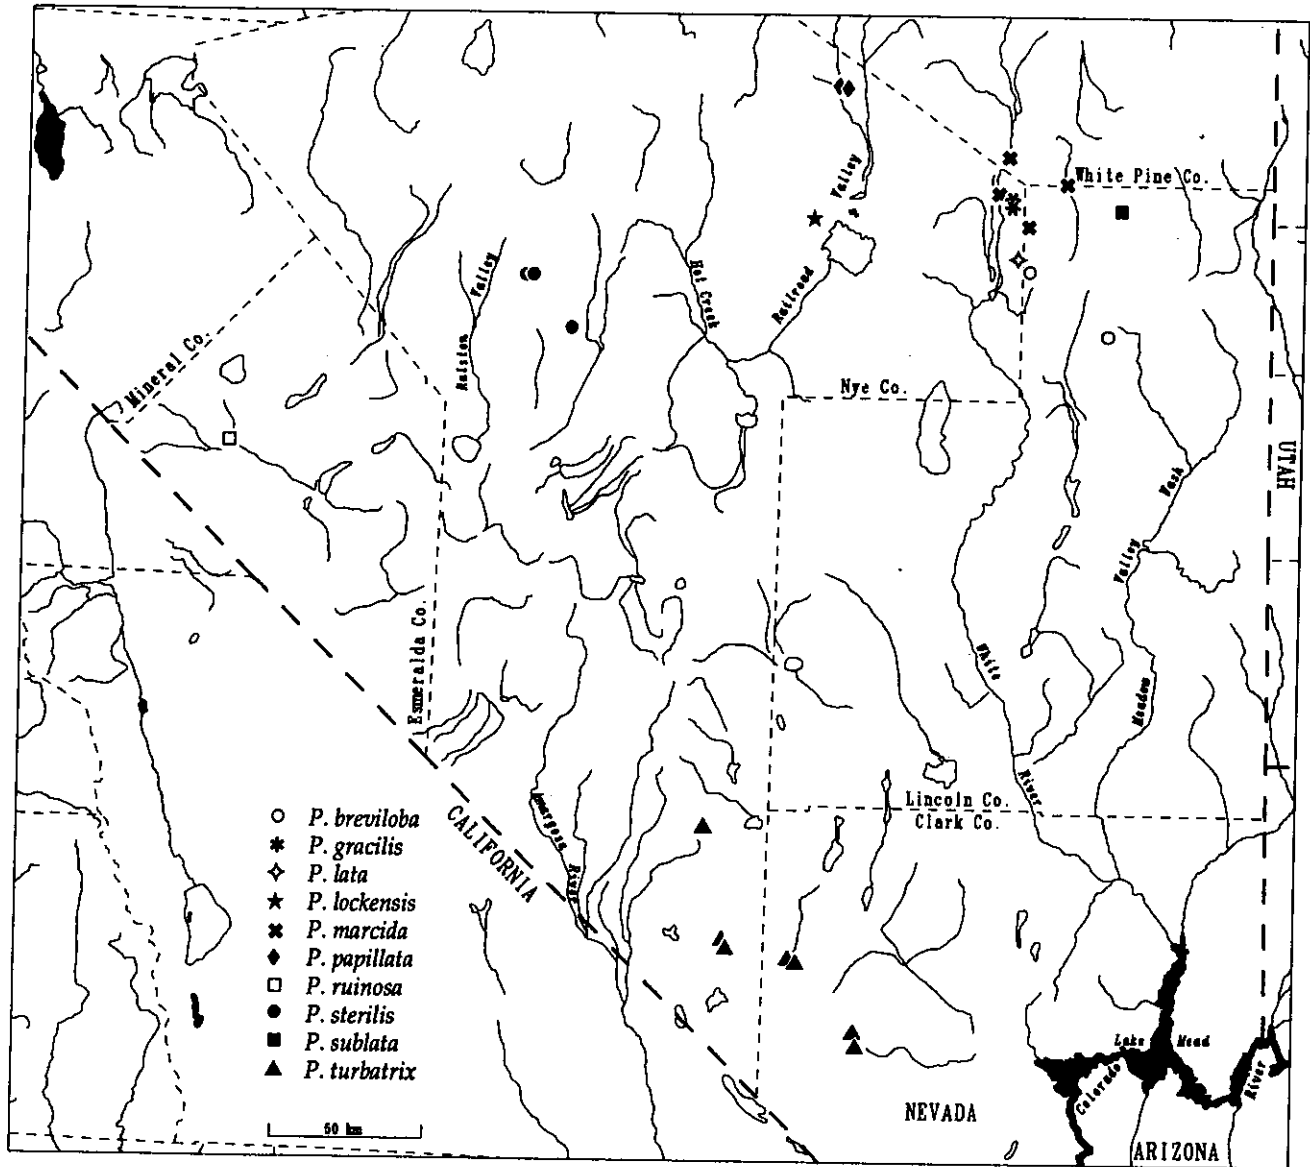 White Pine Co.
Railroad Valley
Ralston Valley
Hot Creek
Mineral Co.
Nye Co.
UTAH
Meadow Valley Wash
Esmeralda Co.
White River
Lincoln Co.
Clark Co.
Amargosa River
CALIFORNIA
P. breviloba
P. gracilis
P. lata
P. lockensis
P. marcida
P. papillata
P. ruinosa
P. sterilis
P. sublata
P. turbatrix
50 km
Lake Mead
Colorado River
NEVADA
ARIZONA